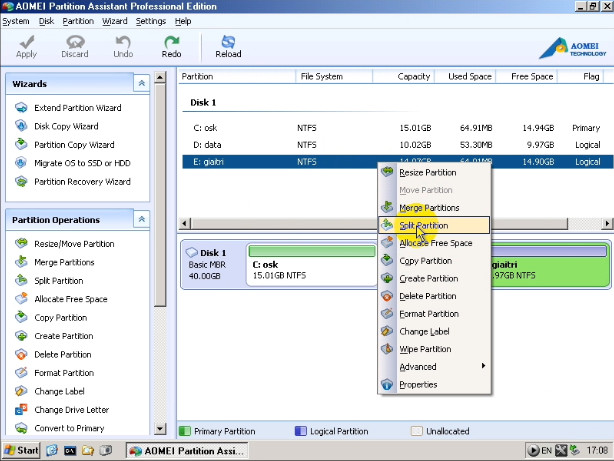 AOMEI Partition Assistant Professional Edition
System Disk Partition Wizard Settings Help
Apply Discard Undo Redo Reload
AOMEI
TECHNOLOGY
Wizards
Extend Partition Wizard
Disk Copy Wizard
Partition Copy Wizard
Migrate OS to SSD or HDD
Partition Recovery Wizard
Partition Operations
Resize/Move Partition
Merge Partitions
Split Partition
Allocate Free Space
Copy Partition
Create Partition
Delete Partition
Format Partition
Change Label
Change Drive Letter
Convert to Primary
Partition File System Capacity Used Space Free Space Flag
Disk 1
C: osk NTFS 15.01GB 64.91MB 14.94GB Primary
D: data NTFS 10.02GB 53.30MB 9.97GB Logical
E: giaitri NTFS 14.97GB 64.89MB 14.90GB Logical
Resize Partition
Move Partition
Merge Partitions
Split Partition
Allocate Free Space
Copy Partition
Create Partition
Delete Partition
Format Partition
Change Label
Wipe Partition
Advanced
Properties
Disk 1
Basic MBR
40.00GB
C: osk
15.01GB NTFS
giaitri
.97GB NTFS
Primary Partition Logical Partition Unallocated
Start AOMEI Partition Assi... EN 17:08